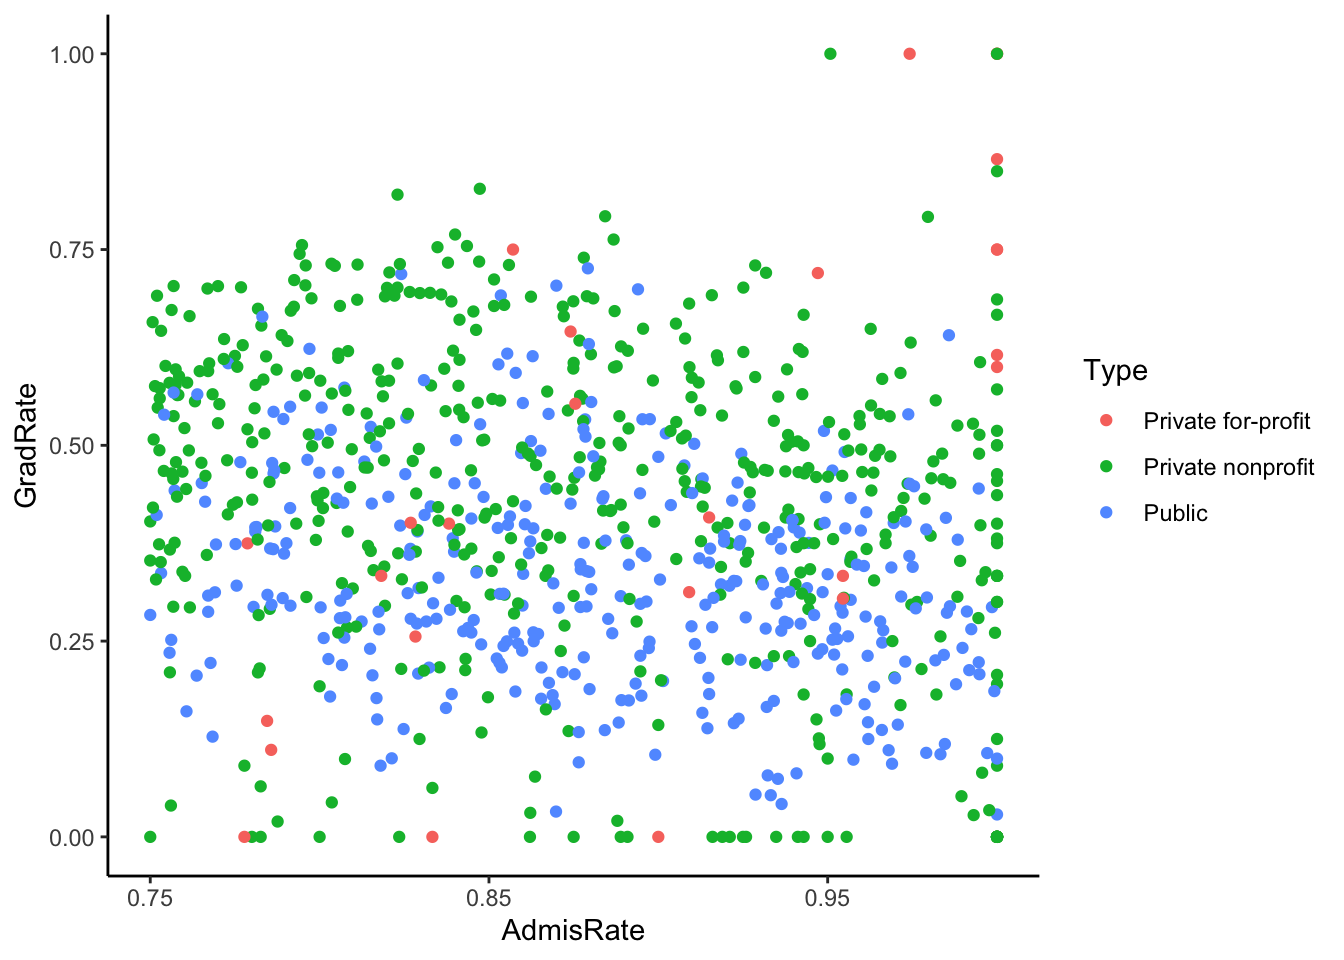 1.00
0.75
0.50
0.25
0.00
GradRate
0.75
0.85
0.95
AdmisRate
Type
Private for-profit
Private nonprofit
Public